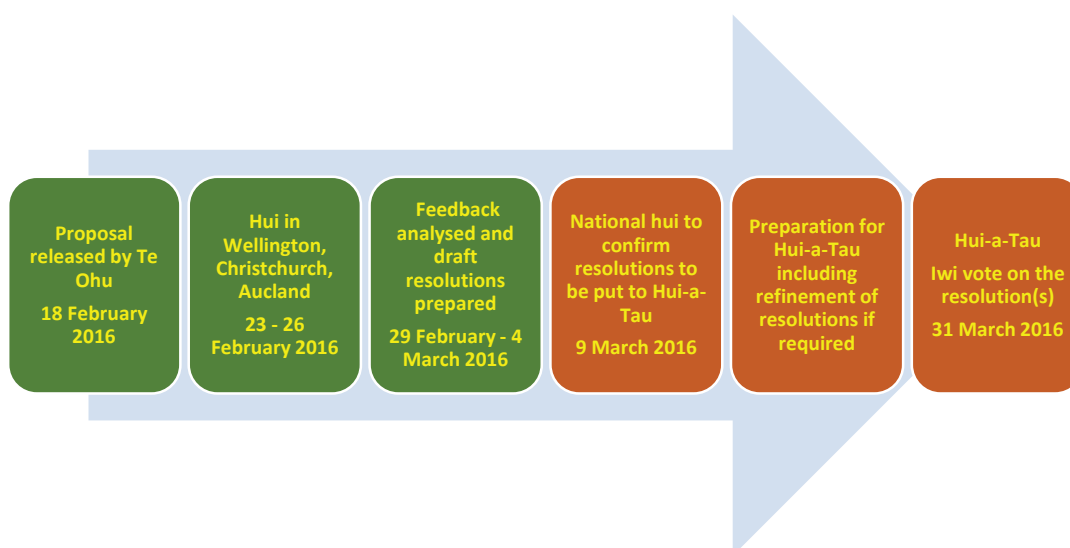 Proposal
released by Te
Ohu
18 February
2016
Hui in
Wellington,
Christchurch,
Aucland
23 - 26
February 2016
Feedback
analysed and
draft
resolutions
prepared
29 February - 4
March 2016
National hui to
confirm
resolutions to
be put to Hui-a-
Tau
9 March 2016
Preparation for
Hui-a-Tau
including
refinement of
resolutions if
required
Hui-a-Tau
Iwi vote on the
resolution(s)
31 March 2016